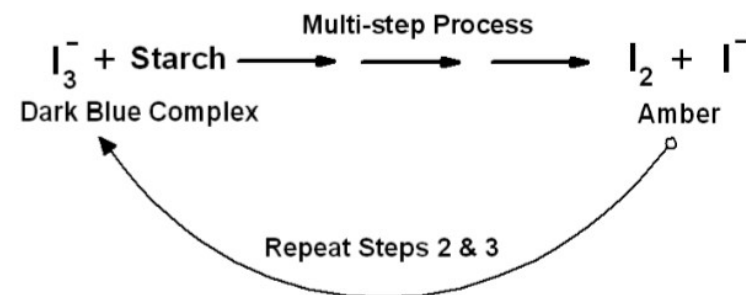 Multi-step Process
I₃⁻ + Starch I₂ + I⁻
Dark Blue Complex Amber
Repeat Steps 2 & 3